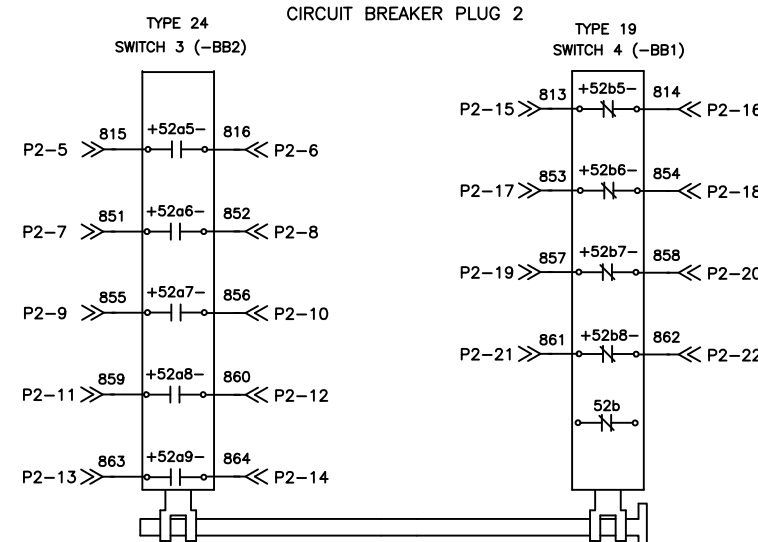 CIRCUIT BREAKER PLUG 2
TYPE 24
SWITCH 3 (-BB2)
P2-5 815 +52a5- 816 P2-6
P2-7 851 +52a6- 852 P2-8
P2-9 855 +52a7- 856 P2-10
P2-11 859 +52a8- 860 P2-12
P2-13 863 +52a9- 864 P2-14
TYPE 19
SWITCH 4 (-BB1)
P2-15 813 +52b5- 814 P2-16
P2-17 853 +52b6- 854 P2-18
P2-19 857 +52b7- 858 P2-20
P2-21 861 +52b8- 862 P2-22
52b